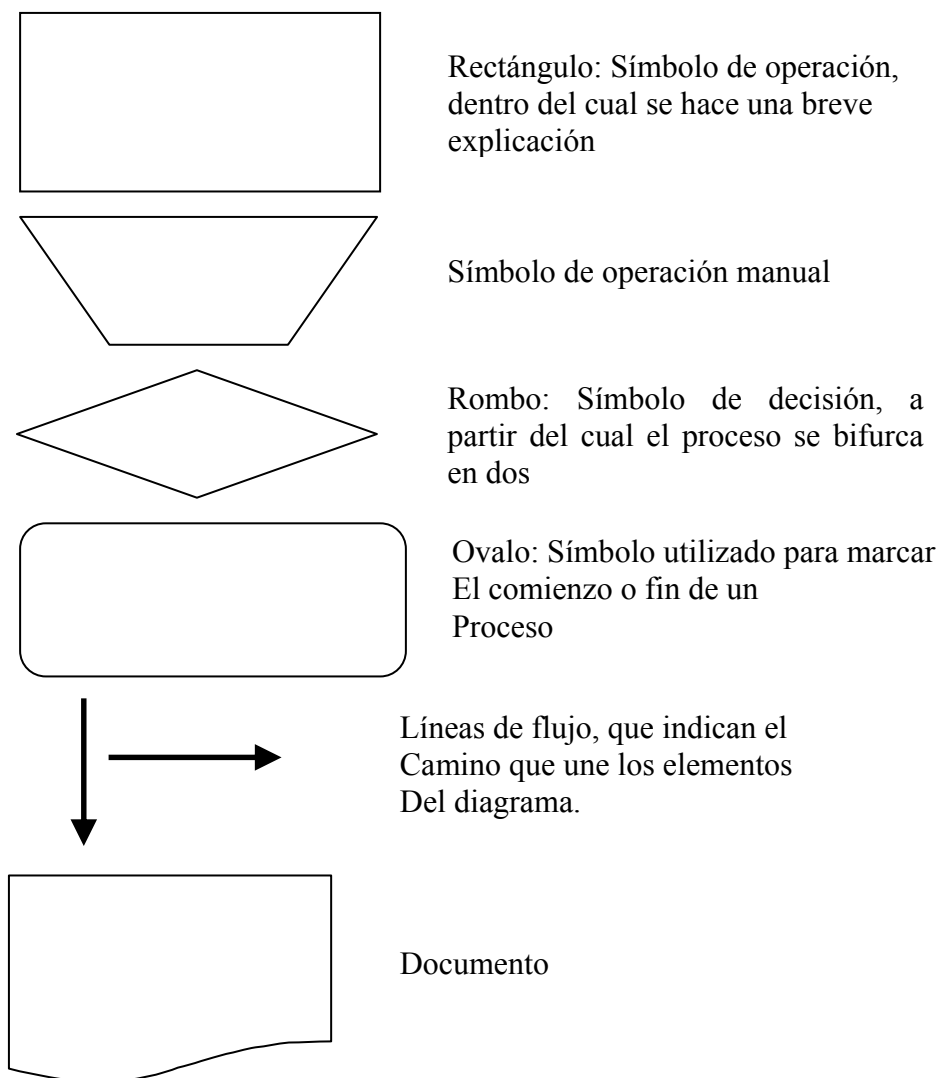 Rectángulo: Símbolo de operación,
dentro del cual se hace una breve
explicación
Símbolo de operación manual
Rombo: Símbolo de decisión, a
partir del cual el proceso se bifurca
en dos
Ovalo: Símbolo utilizado para marcar
El comienzo o fin de un
Proceso
Líneas de flujo, que indican el
Camino que une los elementos
Del diagrama.
Documento